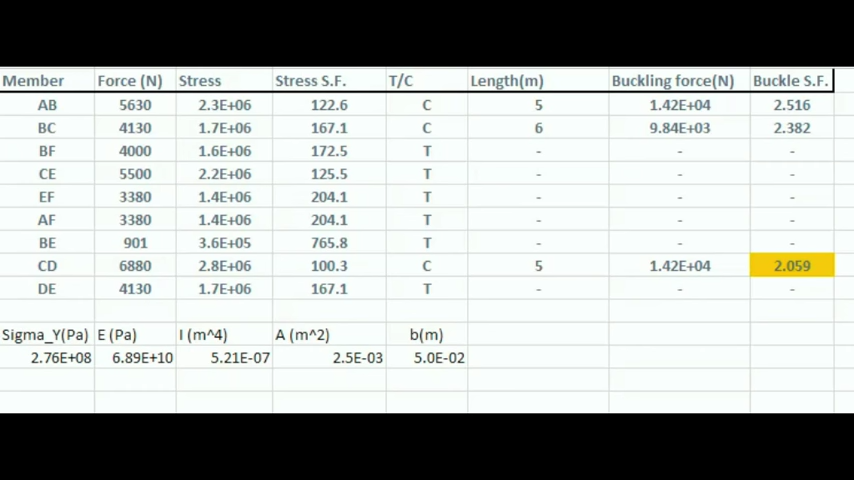 Member Force (N) Stress Stress S.F. T/C Length(m) Buckling force(N) Buckle S.F.
AB 5630 2.3E+06 122.6 C 5 1.42E+04 2.516
BC 4130 1.7E+06 167.1 C 6 9.84E+03 2.382
BF 4000 1.6E+06 172.5 T - - -
CE 5500 2.2E+06 125.5 T - - -
EF 3380 1.4E+06 204.1 T - - -
AF 3380 1.4E+06 204.1 T - - -
BE 901 3.6E+05 765.8 T - - -
CD 6880 2.8E+06 100.3 C 5 1.42E+04 2.059
DE 4130 1.7E+06 167.1 T - - -
Sigma_Y(Pa) E (Pa) I (m^4) A (m^2) b(m)
2.76E+08 6.89E+10 5.21E-07 2.5E-03 5.0E-02